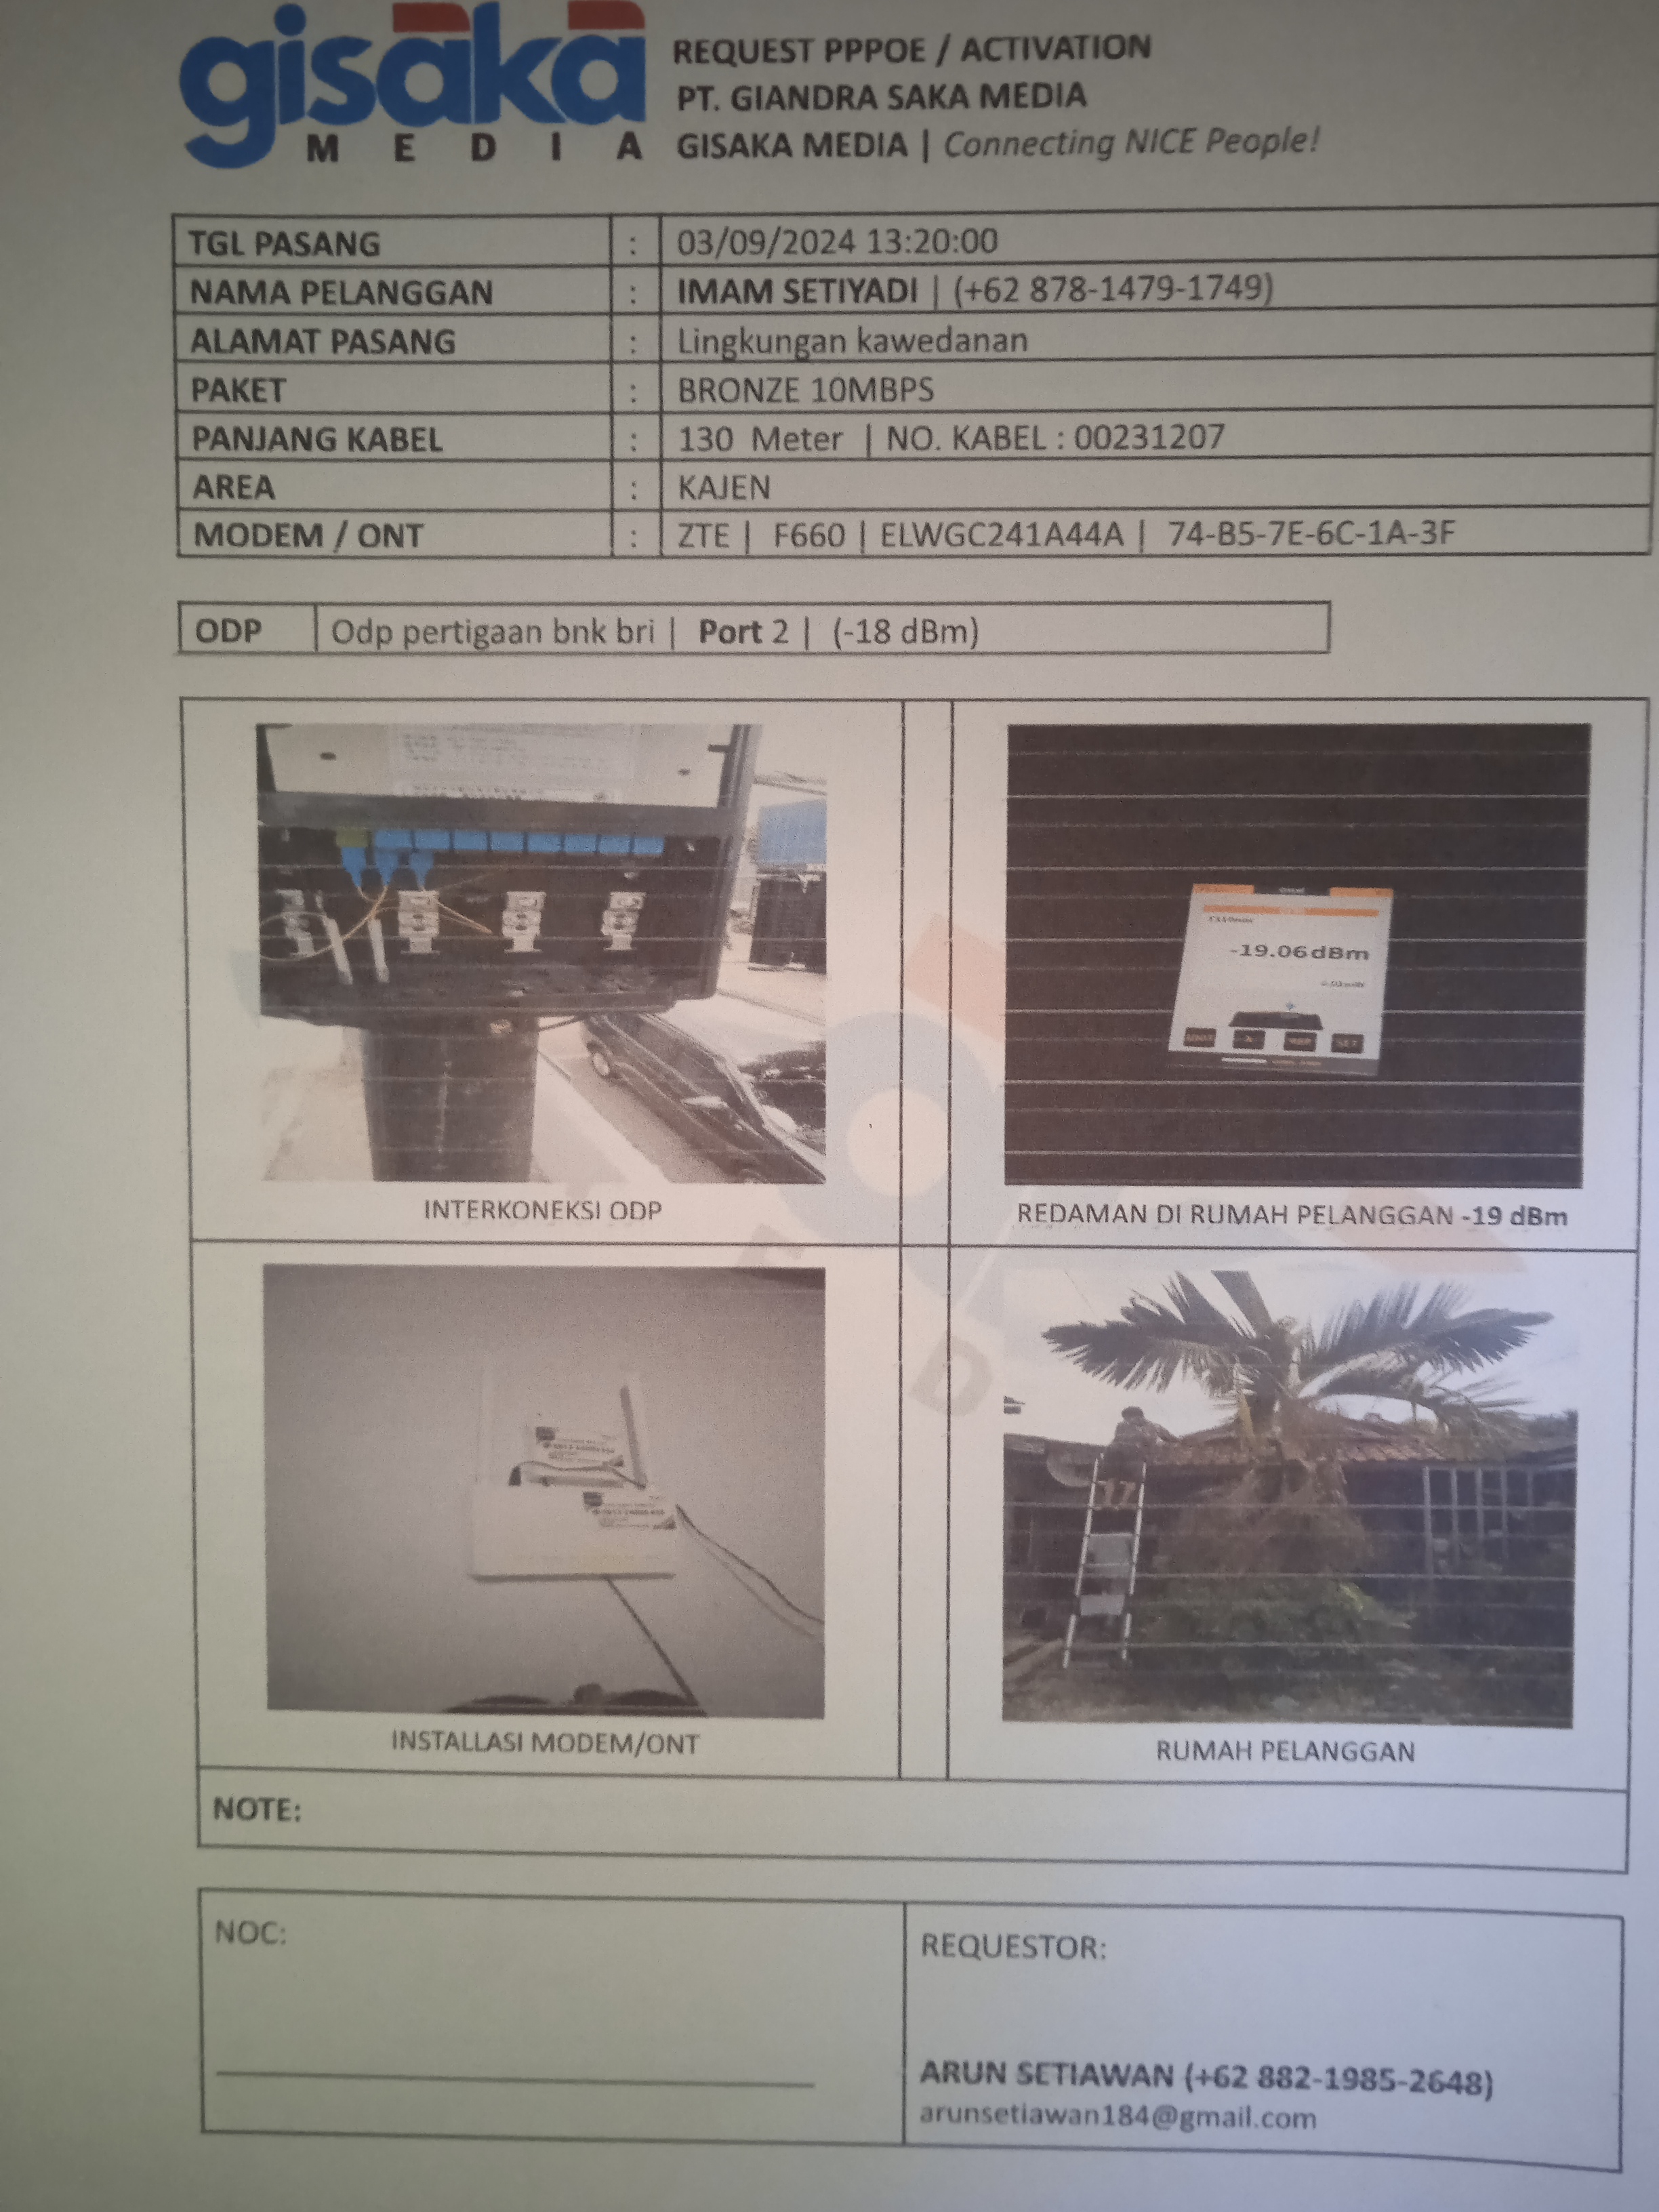 gisaka
MEDIA
REQUEST PPPOE / ACTIVATION
PT. GIANDRA SAKA MEDIA
GISAKA MEDIA | Connecting NICE People!
TGL PASANG : 03/09/2024 13:20:00
NAMA PELANGGAN : IMAM SETIYADI | (+62 878-1479-1749)
ALAMAT PASANG : Lingkungan kawedanan
PAKET : BRONZE 10MBPS
PANJANG KABEL : 130 Meter | NO. KABEL : 00231207
AREA : KAJEN
MODEM / ONT : ZTE | F660 | ELWGC241A44A | 74-B5-7E-6C-1A-3F
ODP Odp pertigaan bnk bri | Port 2 | (-18 dBm)
-19.06dBm
INTERKONEKSI ODP
REDAMAN DI RUMAH PELANGGAN -19 dBm
INSTALLASI MODEM/ONT
RUMAH PELANGGAN
NOTE:
NOC:
REQUESTOR:
ARUN SETIAWAN (+62 882-1985-2648)
arunsetiawan184@gmail.com